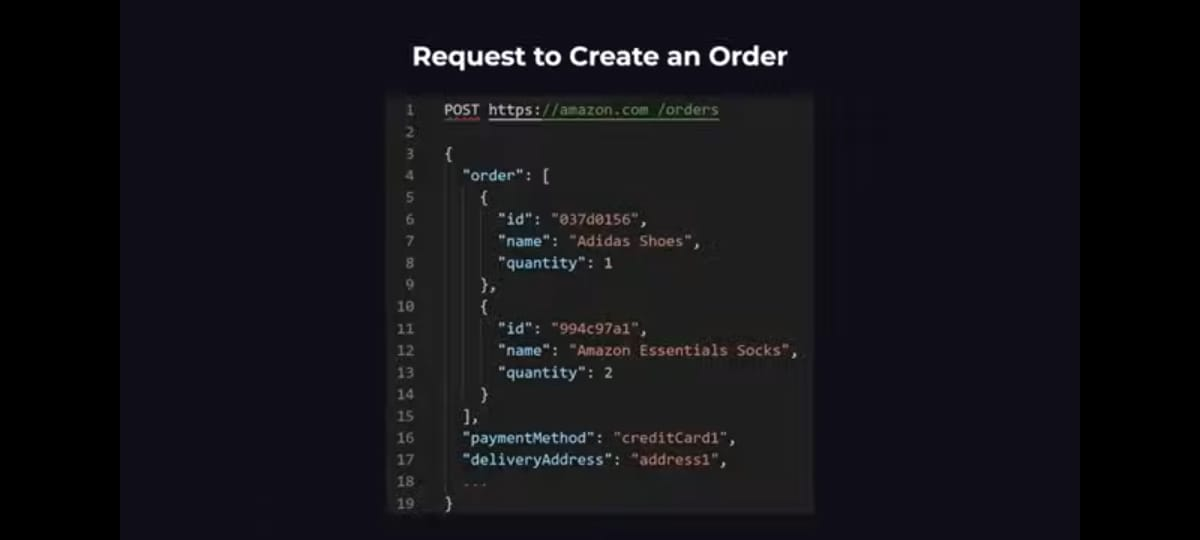 Request to Create an Order
1 POST https://amazon.com /orders
2
3 {
4 "order": [
5 {
6 "id": "037d0156",
7 "name": "Adidas Shoes",
8 "quantity": 1
9 },
10 {
11 "id": "994c97a1",
12 "name": "Amazon Essentials Socks",
13 "quantity": 2
14 }
15 ],
16 "paymentMethod": "creditCard1",
17 "deliveryAddress": "address1",
18 ...
19 }